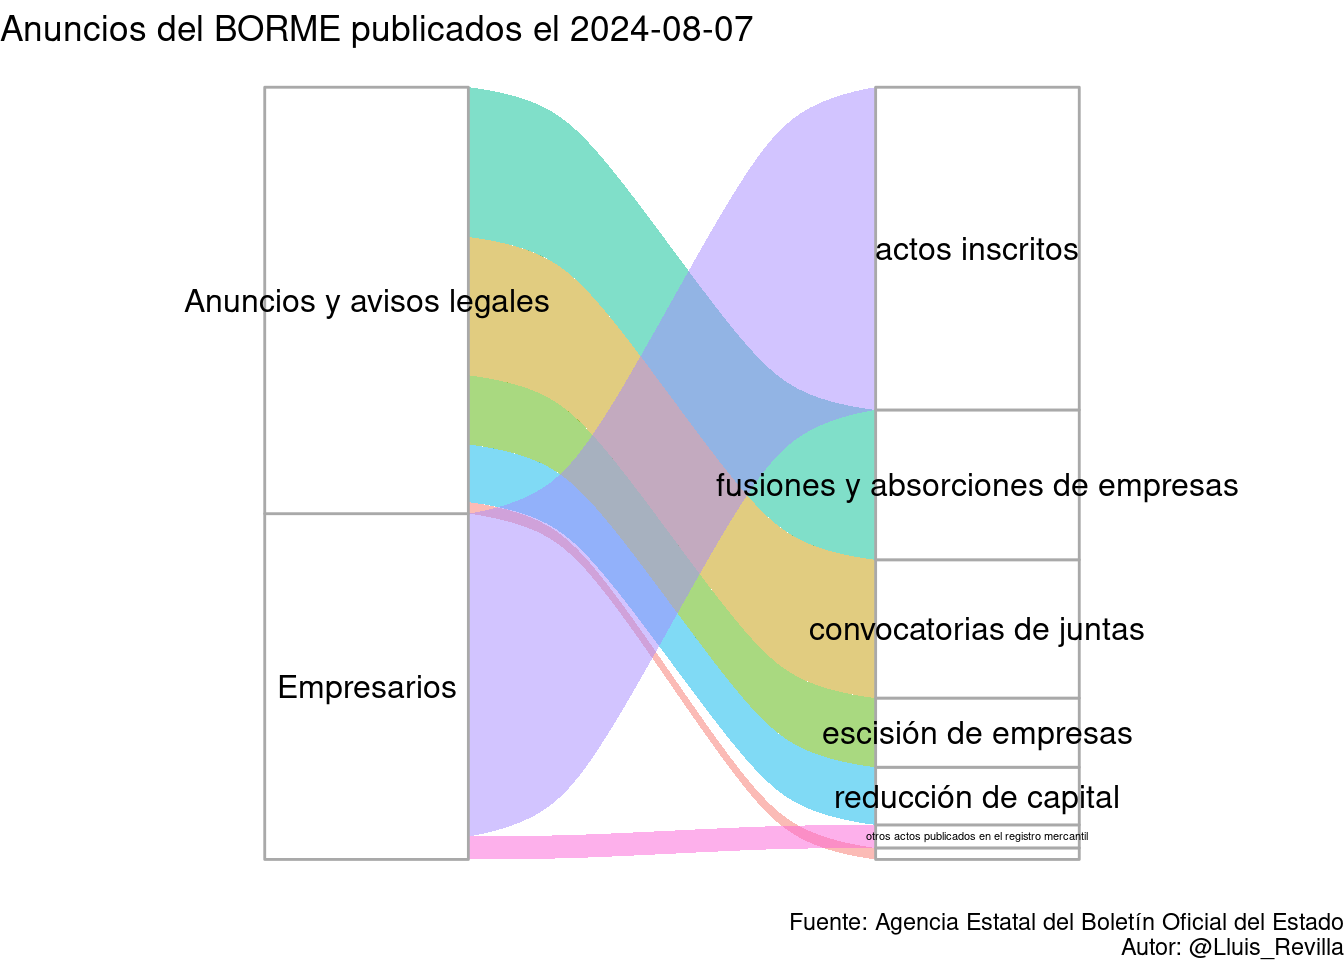 Anuncios del BORME publicados el 2024-08-07
Anuncios y avisos legales
Empresarios
actos inscritos
fusiones y absorciones de empresas
convocatorias de juntas
escisión de empresas
reducción de capital
otros actos publicados en el registro mercantil
Fuente: Agencia Estatal del Boletín Oficial del Estado
Autor: @Lluis_Revilla